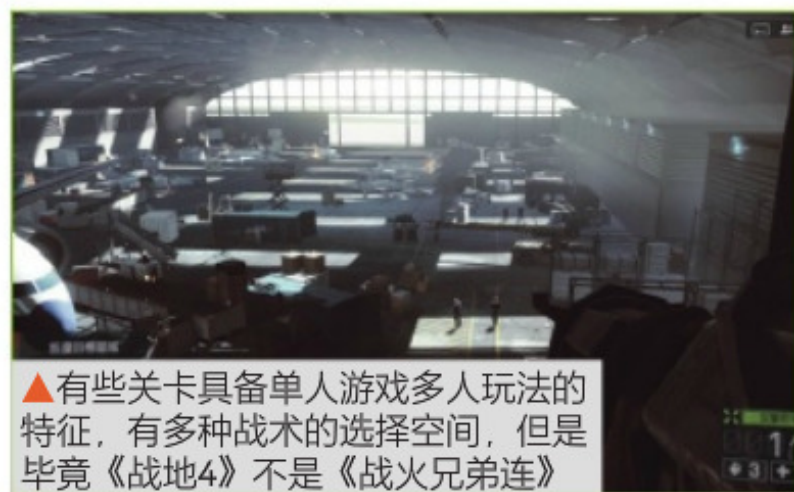 ▲有些关卡具备单人游戏多人玩法的
特征，有多种战术的选择空间，但是
毕竟《战地4》不是《战火兄弟连》
3